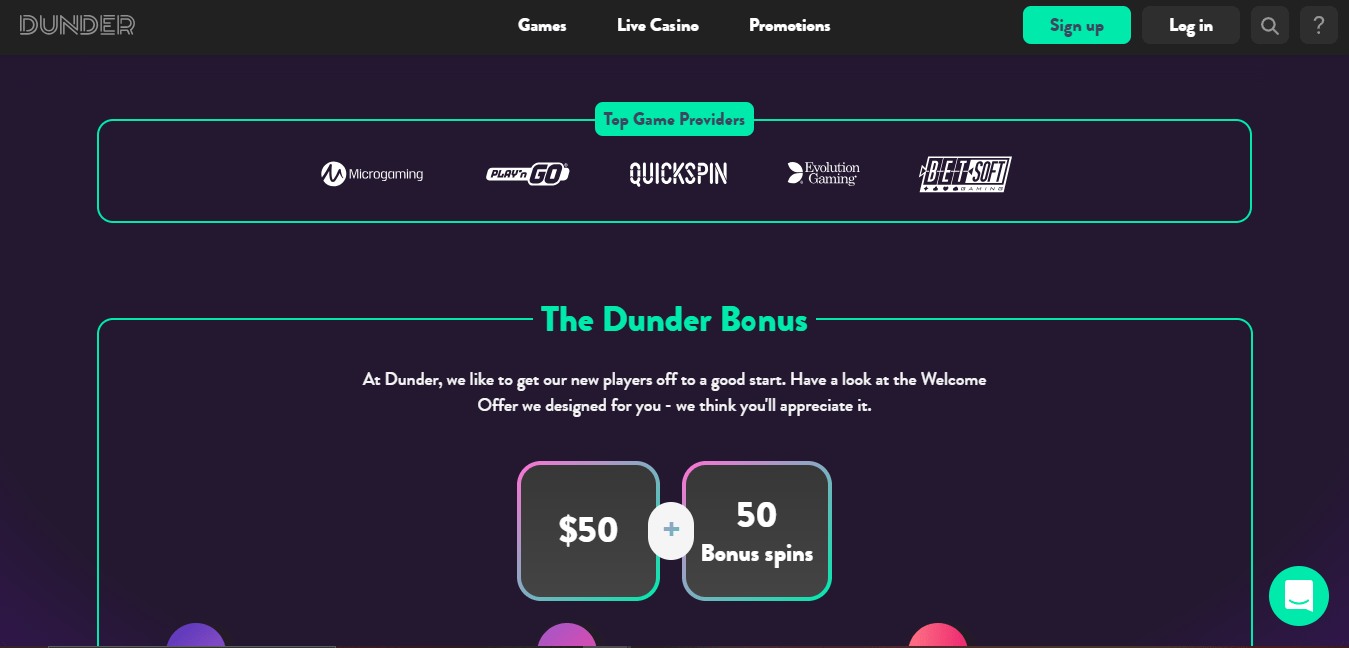 DUNDER
Games
Live Casino
Promotions
Sign up
Log in
?
Top Game Providers
Microgaming
PLAY'n GO
QUICKSPIN
Evolution
Gaming
BETSOFT
GAMING
The Dunder Bonus
At Dunder, we like to get our new players off to a good start. Have a look at the Welcome
Offer we designed for you - we think you'll appreciate it.
$50
+
50
Bonus spins